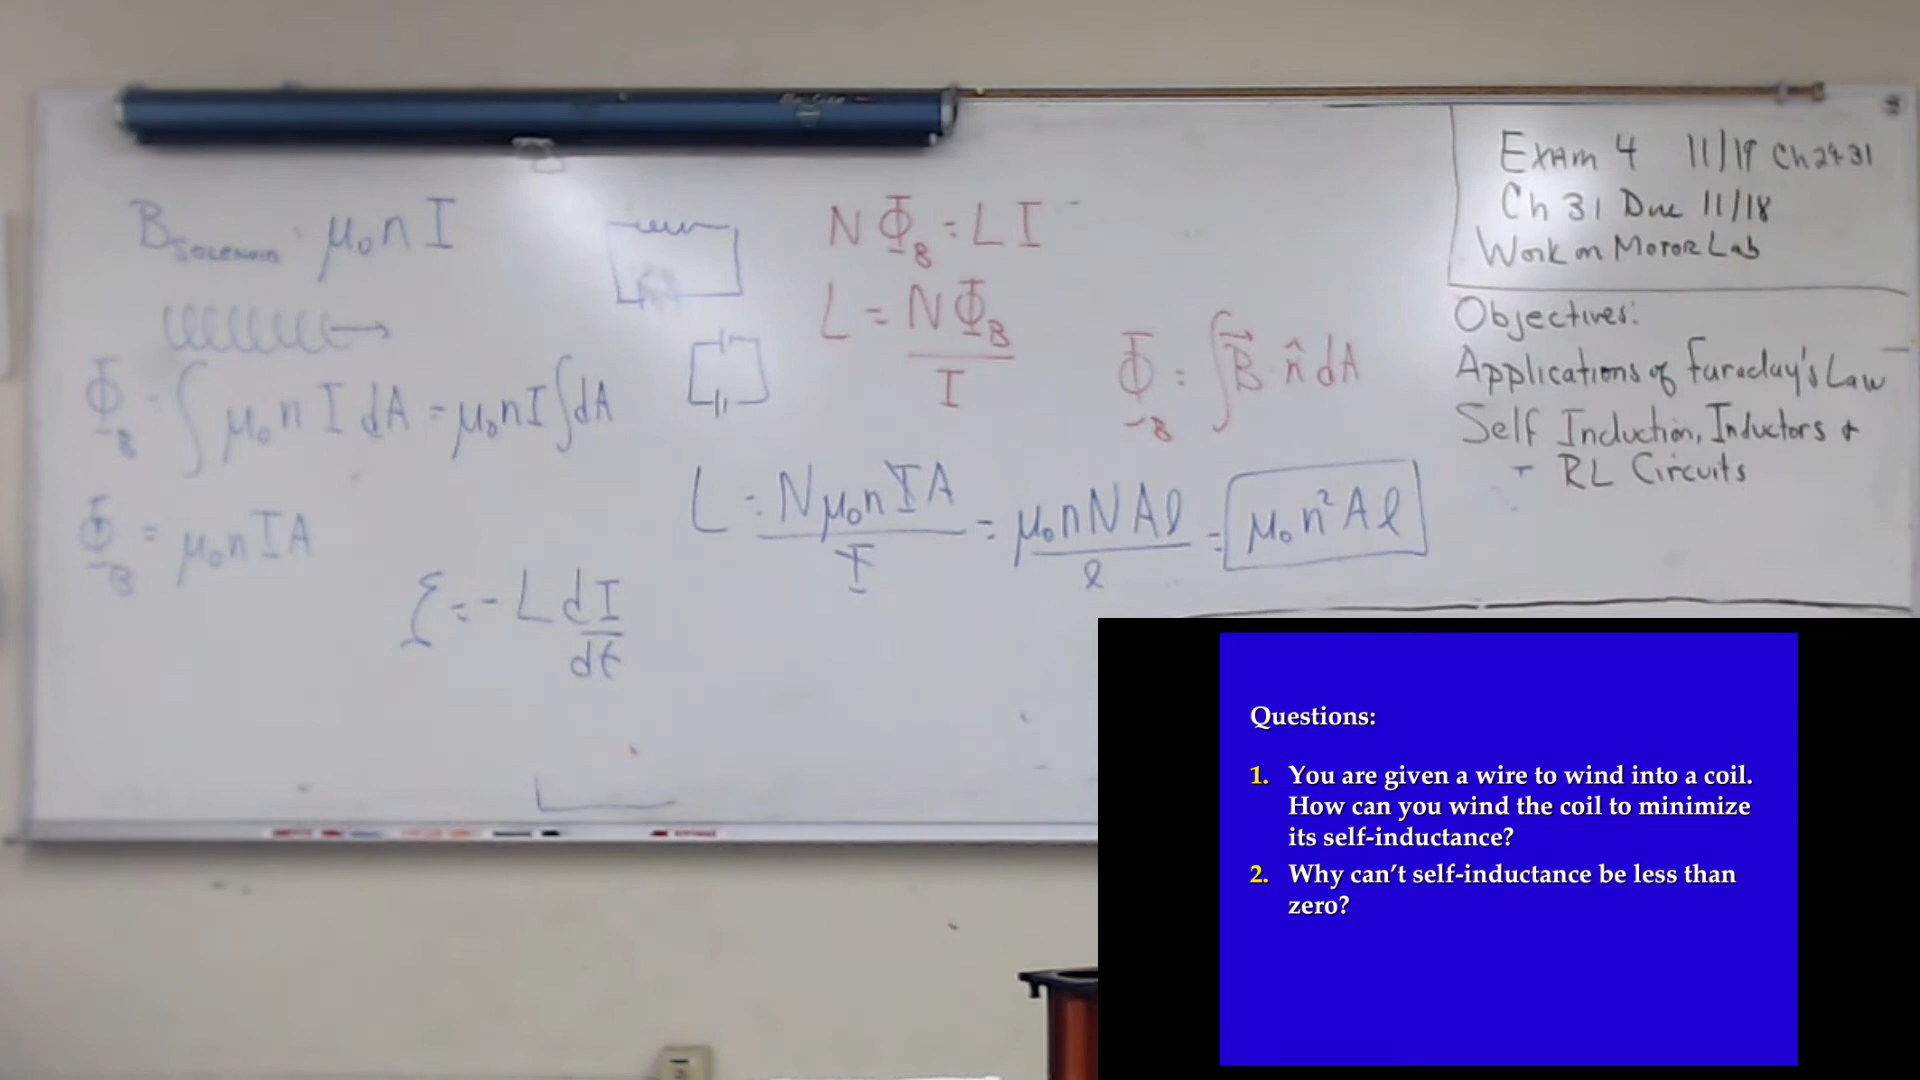 B_SOLENOID = μ₀nI
Φ_B = ∫ μ₀ n I dA = μ₀nI∫dA
Φ_B = μ₀nIA
ℰ = -L dI/dt
NΦ_B = LI
L = NΦ_B / I
Φ_B = ∫ B⃗ · n̂ dA
L = Nμ₀nIA / I = μ₀nNAl / l = μ₀n²Al
Exam 4 11/19 Ch 29-31
Ch 31 Due 11/18
Work on Motor Lab
Objectives:
Applications of Faraday's Law
Self Induction, Inductors &
RL Circuits
Questions:
1. You are given a wire to wind into a coil.
How can you wind the coil to minimize
its self-inductance?
2. Why can't self-inductance be less than
zero?